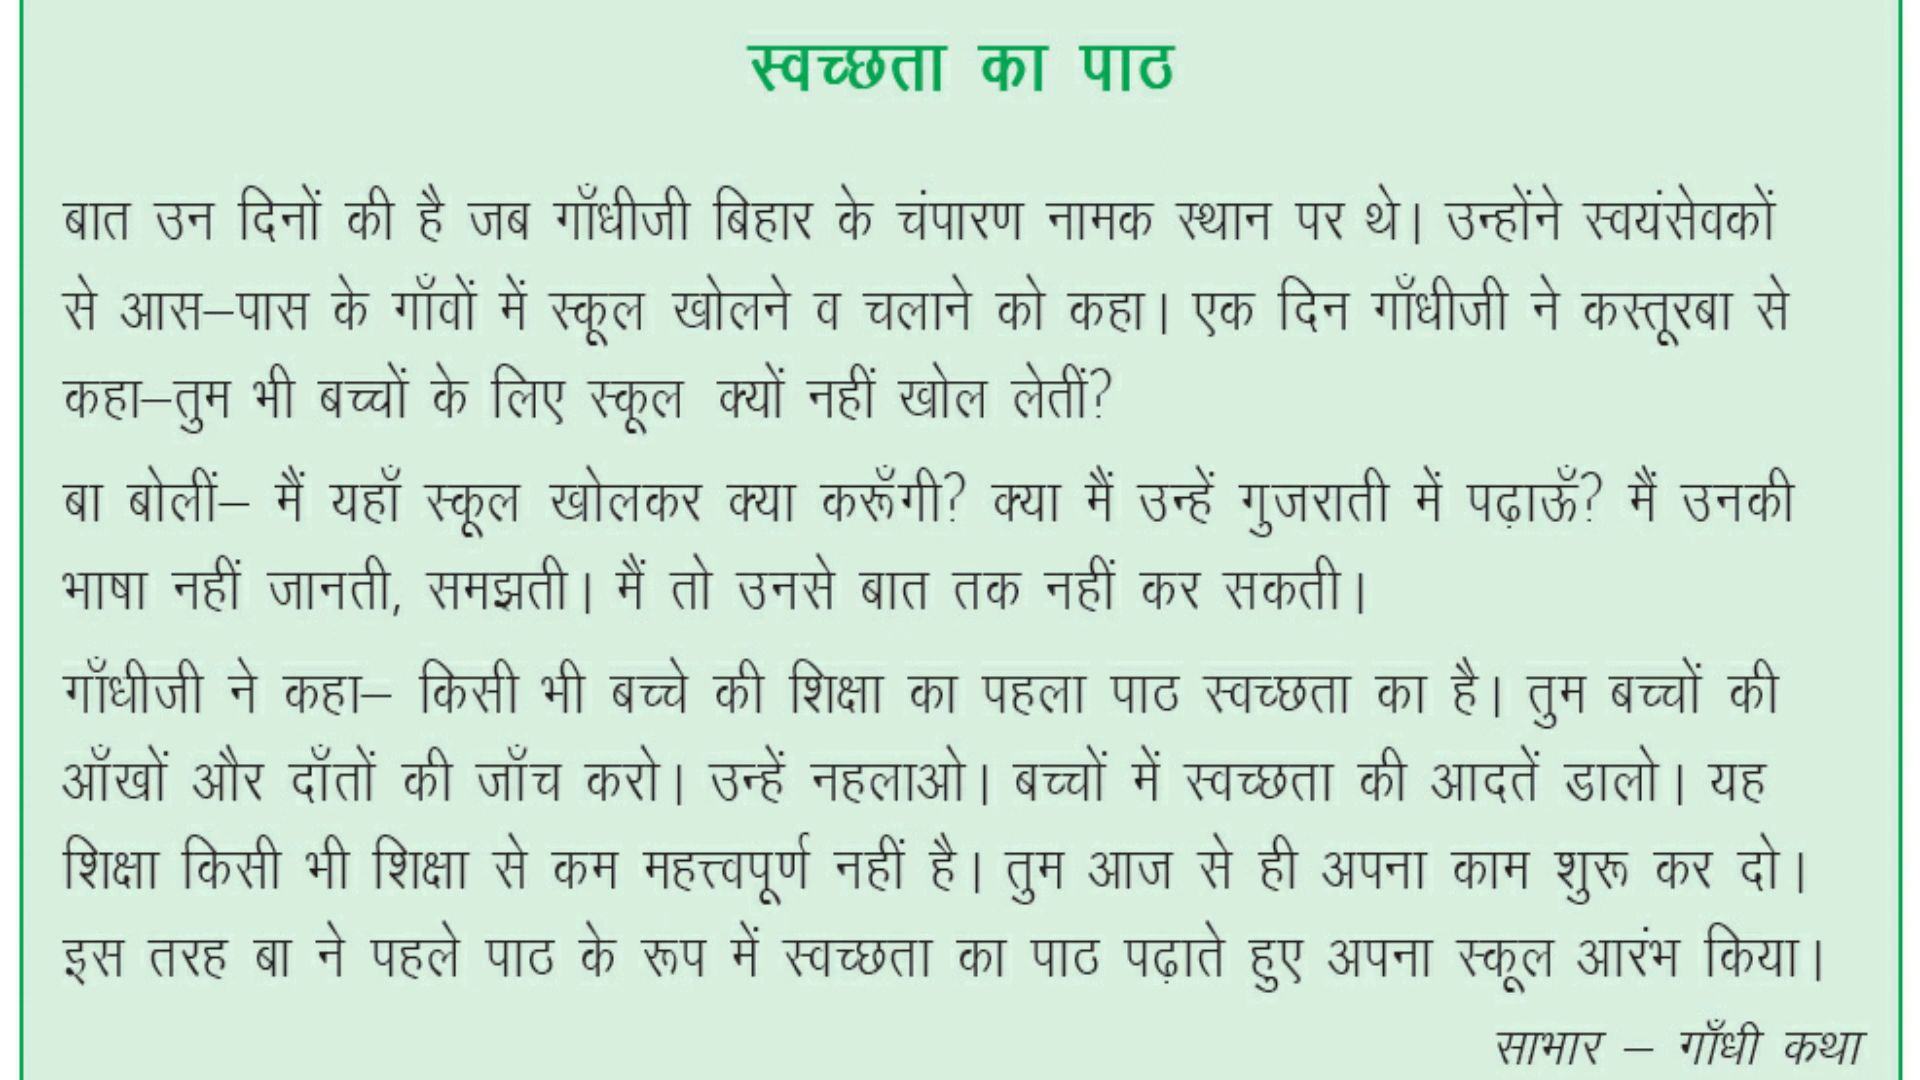 स्वच्छता का पाठ
बात उन दिनों की है जब गाँधीजी बिहार के चंपारण नामक स्थान पर थे। उन्होंने स्वयंसेवकों
से आस–पास के गाँवों में स्कूल खोलने व चलाने को कहा। एक दिन गाँधीजी ने कस्तूरबा से
कहा–तुम भी बच्चों के लिए स्कूल क्यों नहीं खोल लेतीं?
बा बोलीं– मैं यहाँ स्कूल खोलकर क्या करूँगी? क्या मैं उन्हें गुजराती में पढ़ाऊँ? मैं उनकी
भाषा नहीं जानती, समझती। मैं तो उनसे बात तक नहीं कर सकती।
गाँधीजी ने कहा– किसी भी बच्चे की शिक्षा का पहला पाठ स्वच्छता का है। तुम बच्चों की
आँखों और दाँतों की जाँच करो। उन्हें नहलाओ। बच्चों में स्वच्छता की आदतें डालो। यह
शिक्षा किसी भी शिक्षा से कम महत्त्वपूर्ण नहीं है। तुम आज से ही अपना काम शुरू कर दो।
इस तरह बा ने पहले पाठ के रूप में स्वच्छता का पाठ पढ़ाते हुए अपना स्कूल आरंभ किया।
साभार – गाँधी कथा